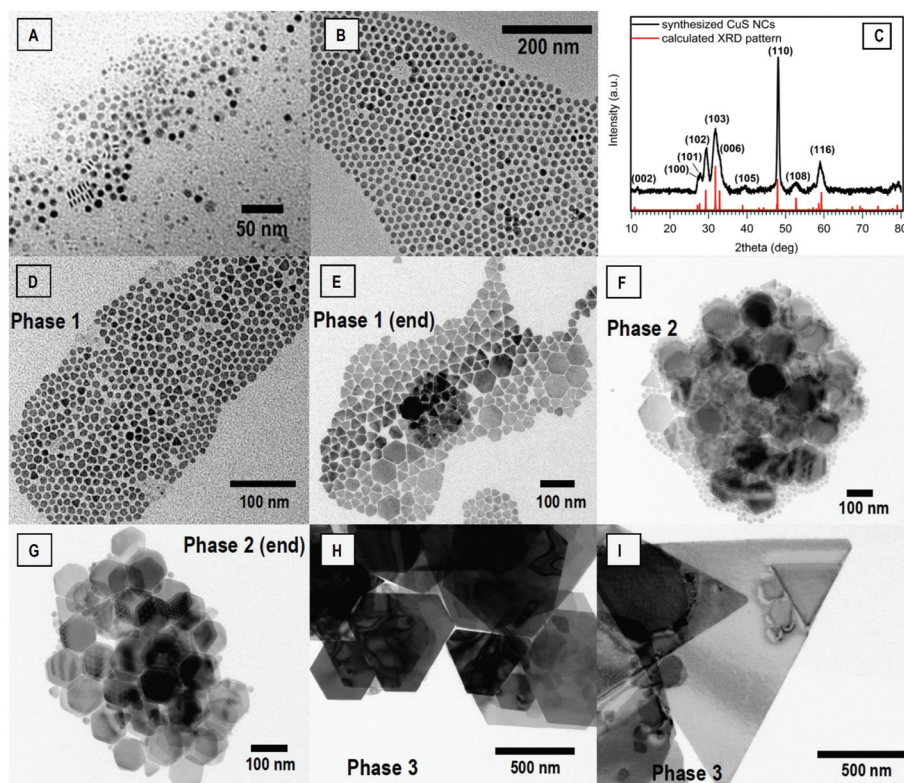 A
50 nm
B
200 nm
C
synthesized CuS NCs
calculated XRD pattern
Intensity (a.u.)
(002)
(100)
(101)
(102)
(103)
(006)
(105)
(110)
(108)
(116)
10 20 30 40 50 60 70 80
2theta (deg)
D
Phase 1
100 nm
E
Phase 1 (end)
100 nm
F
Phase 2
100 nm
G
Phase 2 (end)
100 nm
H
Phase 3
500 nm
I
Phase 3
500 nm